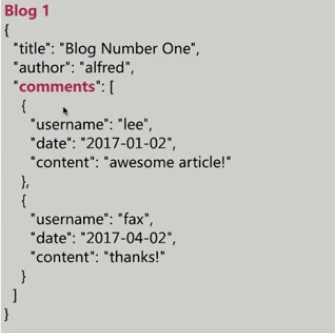 Blog 1
{
"title": "Blog Number One",
"author": "alfred",
"comments": [
{
"username": "lee",
"date": "2017-01-02",
"content": "awesome article!"
},
{
"username": "fax",
"date": "2017-04-02",
"content": "thanks!"
}
]
}